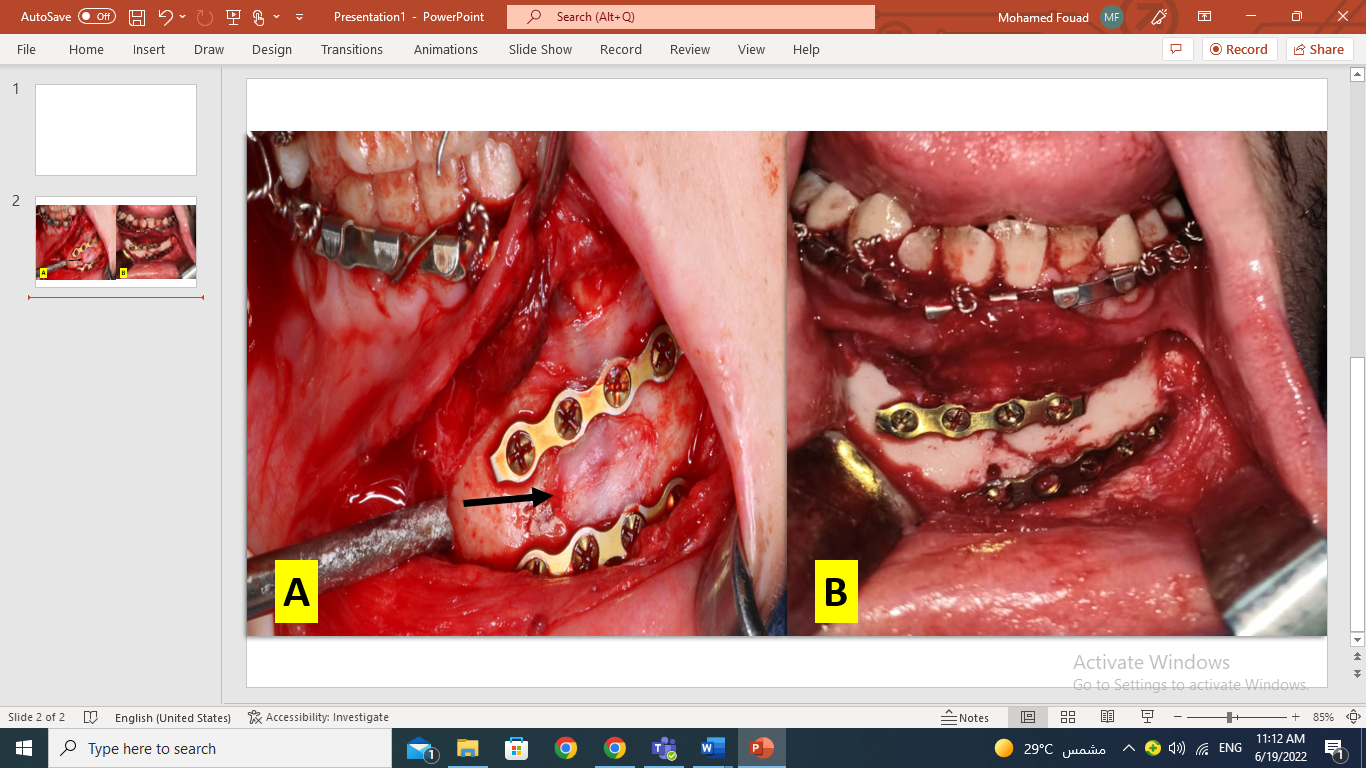 AutoSave Off
Presentation1 - PowerPoint
Search (Alt+Q)
Mohamed Fouad MF
File Home Insert Draw Design Transitions Animations Slide Show Record Review View Help
Record Share
1
2
A B
A
B
Activate Windows
Go to Settings to activate Windows.
Slide 2 of 2 English (United States) Accessibility: Investigate Notes 85%
Type here to search
1
29°C مشمس
ENG
11:12 AM
6/19/2022
1